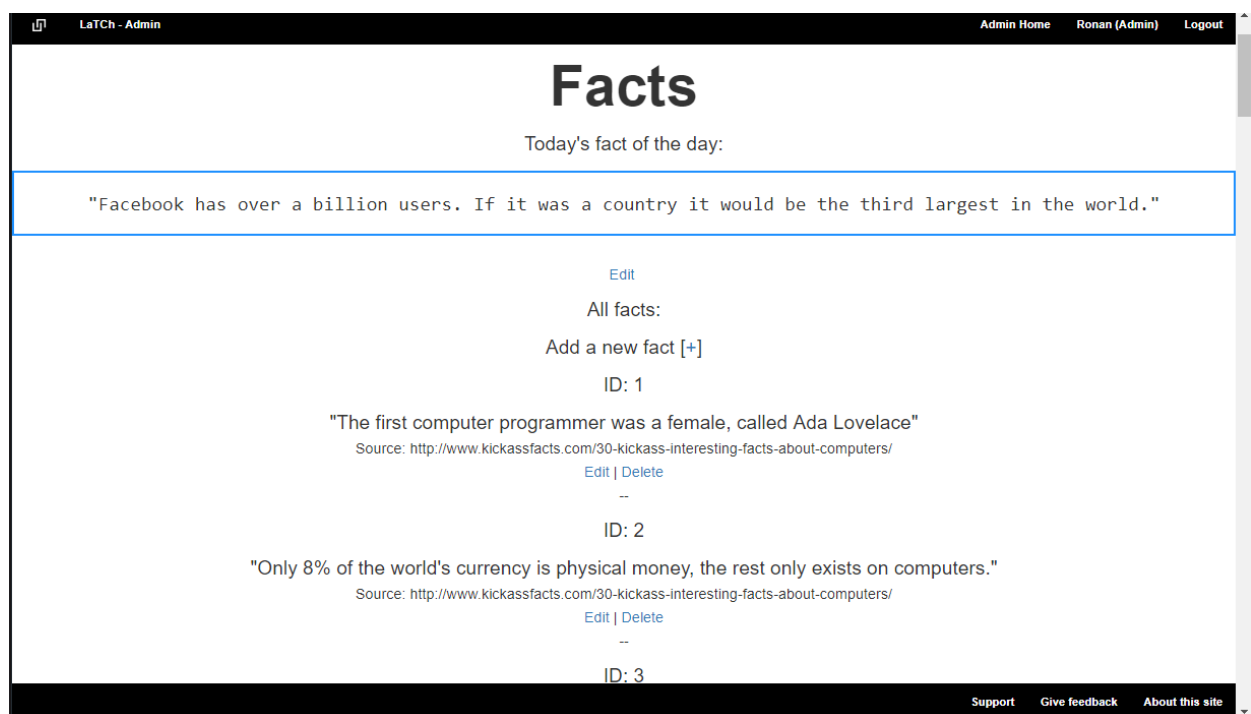 LaTCh - Admin Admin Home Ronan (Admin) Logout
Facts
Today's fact of the day:
"Facebook has over a billion users. If it was a country it would be the third largest in the world."
Edit
All facts:
Add a new fact [+]
ID: 1
"The first computer programmer was a female, called Ada Lovelace"
Source: http://www.kickassfacts.com/30-kickass-interesting-facts-about-computers/
Edit | Delete
--
ID: 2
"Only 8% of the world's currency is physical money, the rest only exists on computers."
Source: http://www.kickassfacts.com/30-kickass-interesting-facts-about-computers/
Edit | Delete
--
ID: 3
Support Give feedback About this site